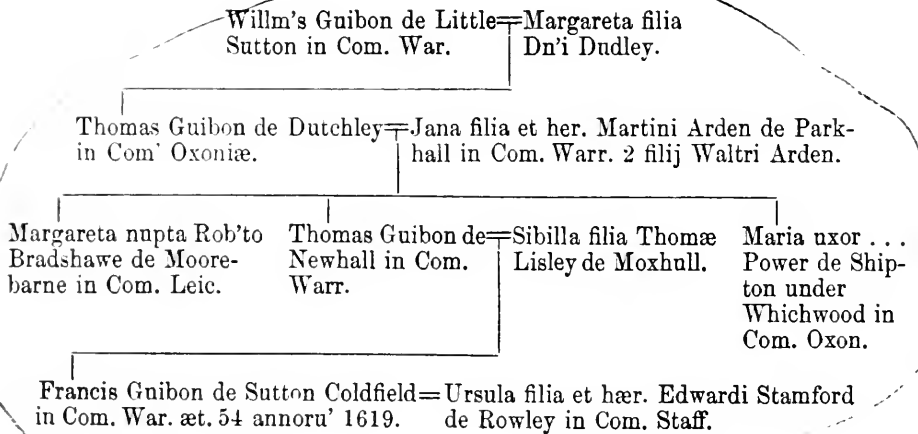 Willm's Guibon de Little=Margareta filia
Sutton in Com. War. Dn'i Dudley.
Thomas Guibon de Dutchley=Jana filia et her. Martini Arden de Park-
in Com' Oxoniæ. hall in Com. Warr. 2 filij Waltri Arden.
Margareta nupta Rob'to
Bradshawe de Moore-
barne in Com. Leic.
Thomas Guibon de=Sibilla filia Thomæ
Newhall in Com. Lisley de Moxhull.
Warr.
Maria uxor ...
Power de Ship-
ton under
Whichwood in
Com. Oxon.
Francis Guibon de Sutton Coldfield=Ursula filia et hær. Edwardi Stamford
in Com. War. æt. 54 annoru' 1619. de Rowley in Com. Staff.